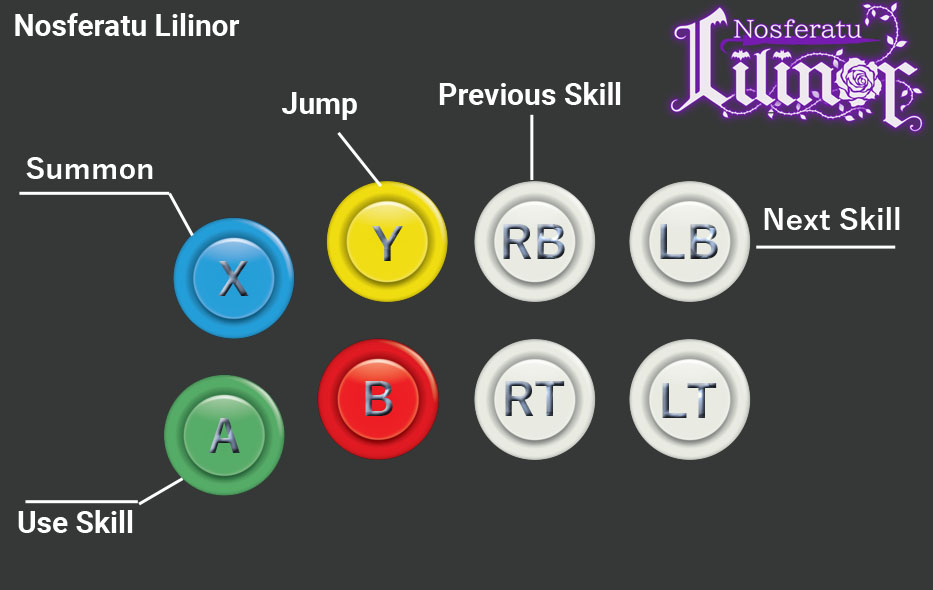 Nosferatu Lilinor
Nosferatu
Lilinor
Jump
Previous Skill
Summon
Next Skill
X
Y
RB
LB
A
B
RT
LT
Use Skill